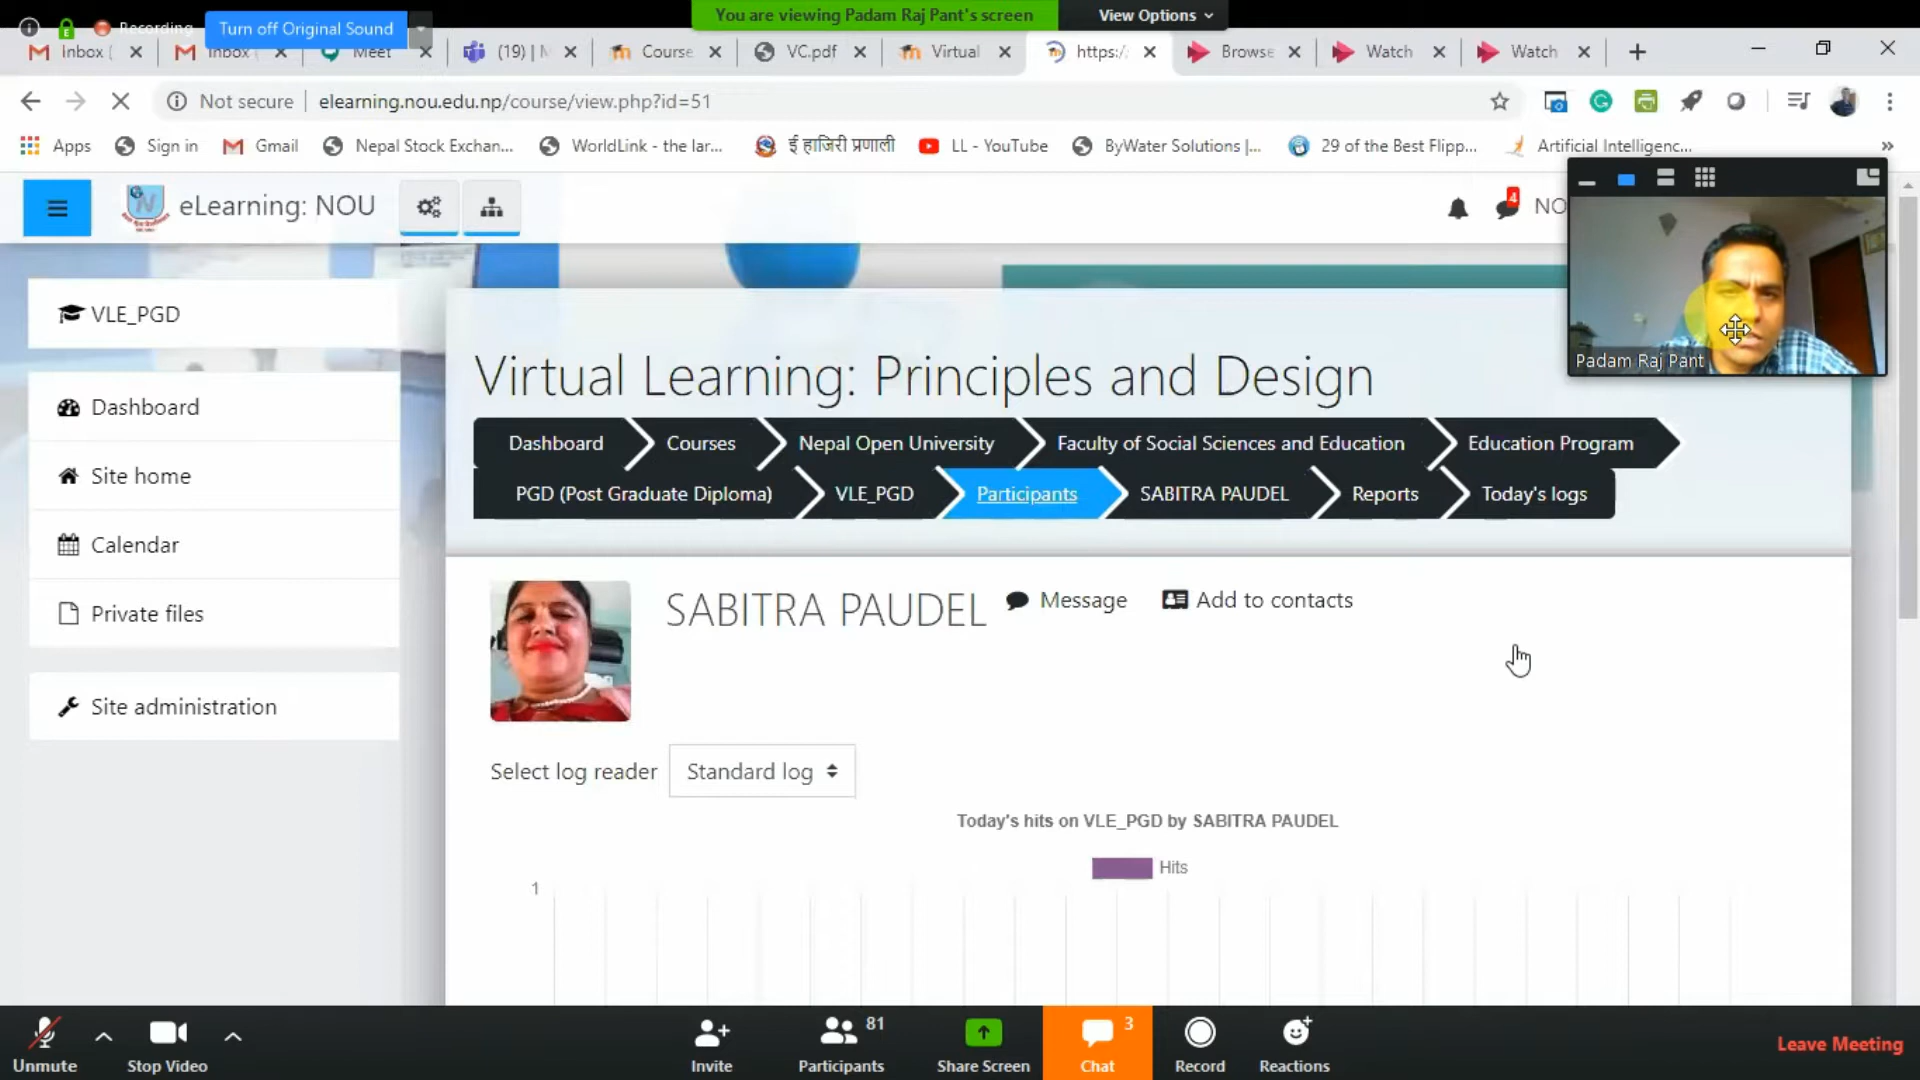 Recording
Turn off Original Sound
You are viewing Padam Raj Pant's screen
View Options
Inbox (
Inbox
Meet
(19) | M
Course
VC.pdf
Virtual
https:/
Browse
Watch
Watch
Not secure
elearning.nou.edu.np/course/view.php?id=51
Apps
Sign in
Gmail
Nepal Stock Exchan...
WorldLink - the lar...
ई हाजिरी प्रणाली
LL - YouTube
ByWater Solutions |...
29 of the Best Flipp...
Artificial Intelligenc...
eLearning: NOU
4
NO
Padam Raj Pant
VLE_PGD
Dashboard
Site home
Calendar
Private files
Site administration
Virtual Learning: Principles and Design
Dashboard
Courses
Nepal Open University
Faculty of Social Sciences and Education
Education Program
PGD (Post Graduate Diploma)
VLE_PGD
Participants
SABITRA PAUDEL
Reports
Today's logs
SABITRA PAUDEL
Message
Add to contacts
Select log reader
Standard log
Today's hits on VLE_PGD by SABITRA PAUDEL
Hits
1
Unmute
Stop Video
Invite
81
Participants
Share Screen
3
Chat
Record
Reactions
Leave Meeting